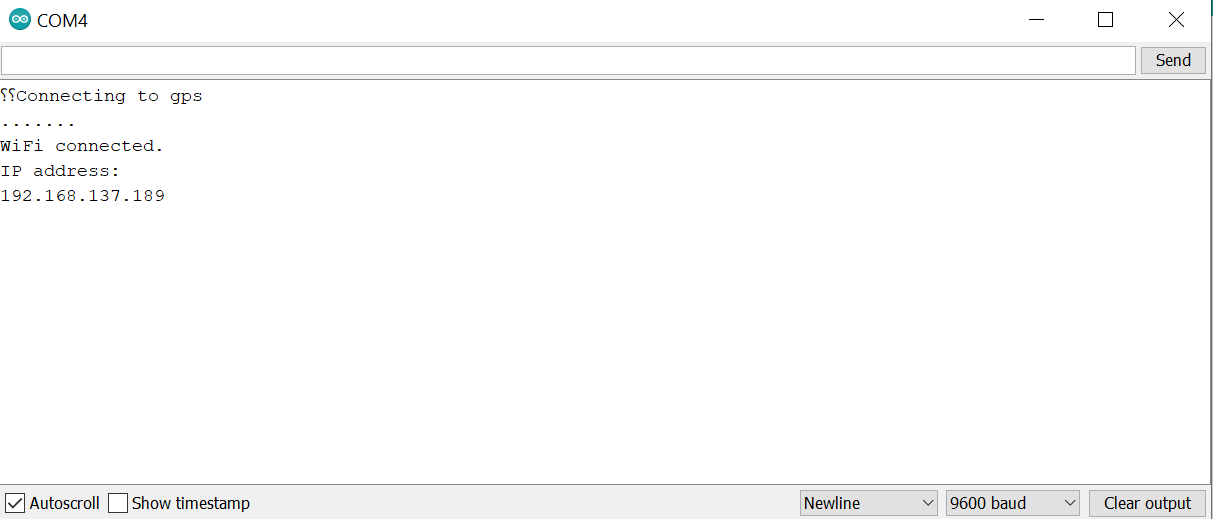 COM4
Send
⸮⸮Connecting to gps
.......
WiFi connected.
IP address:
192.168.137.189
Autoscroll Show timestamp Newline 9600 baud Clear output